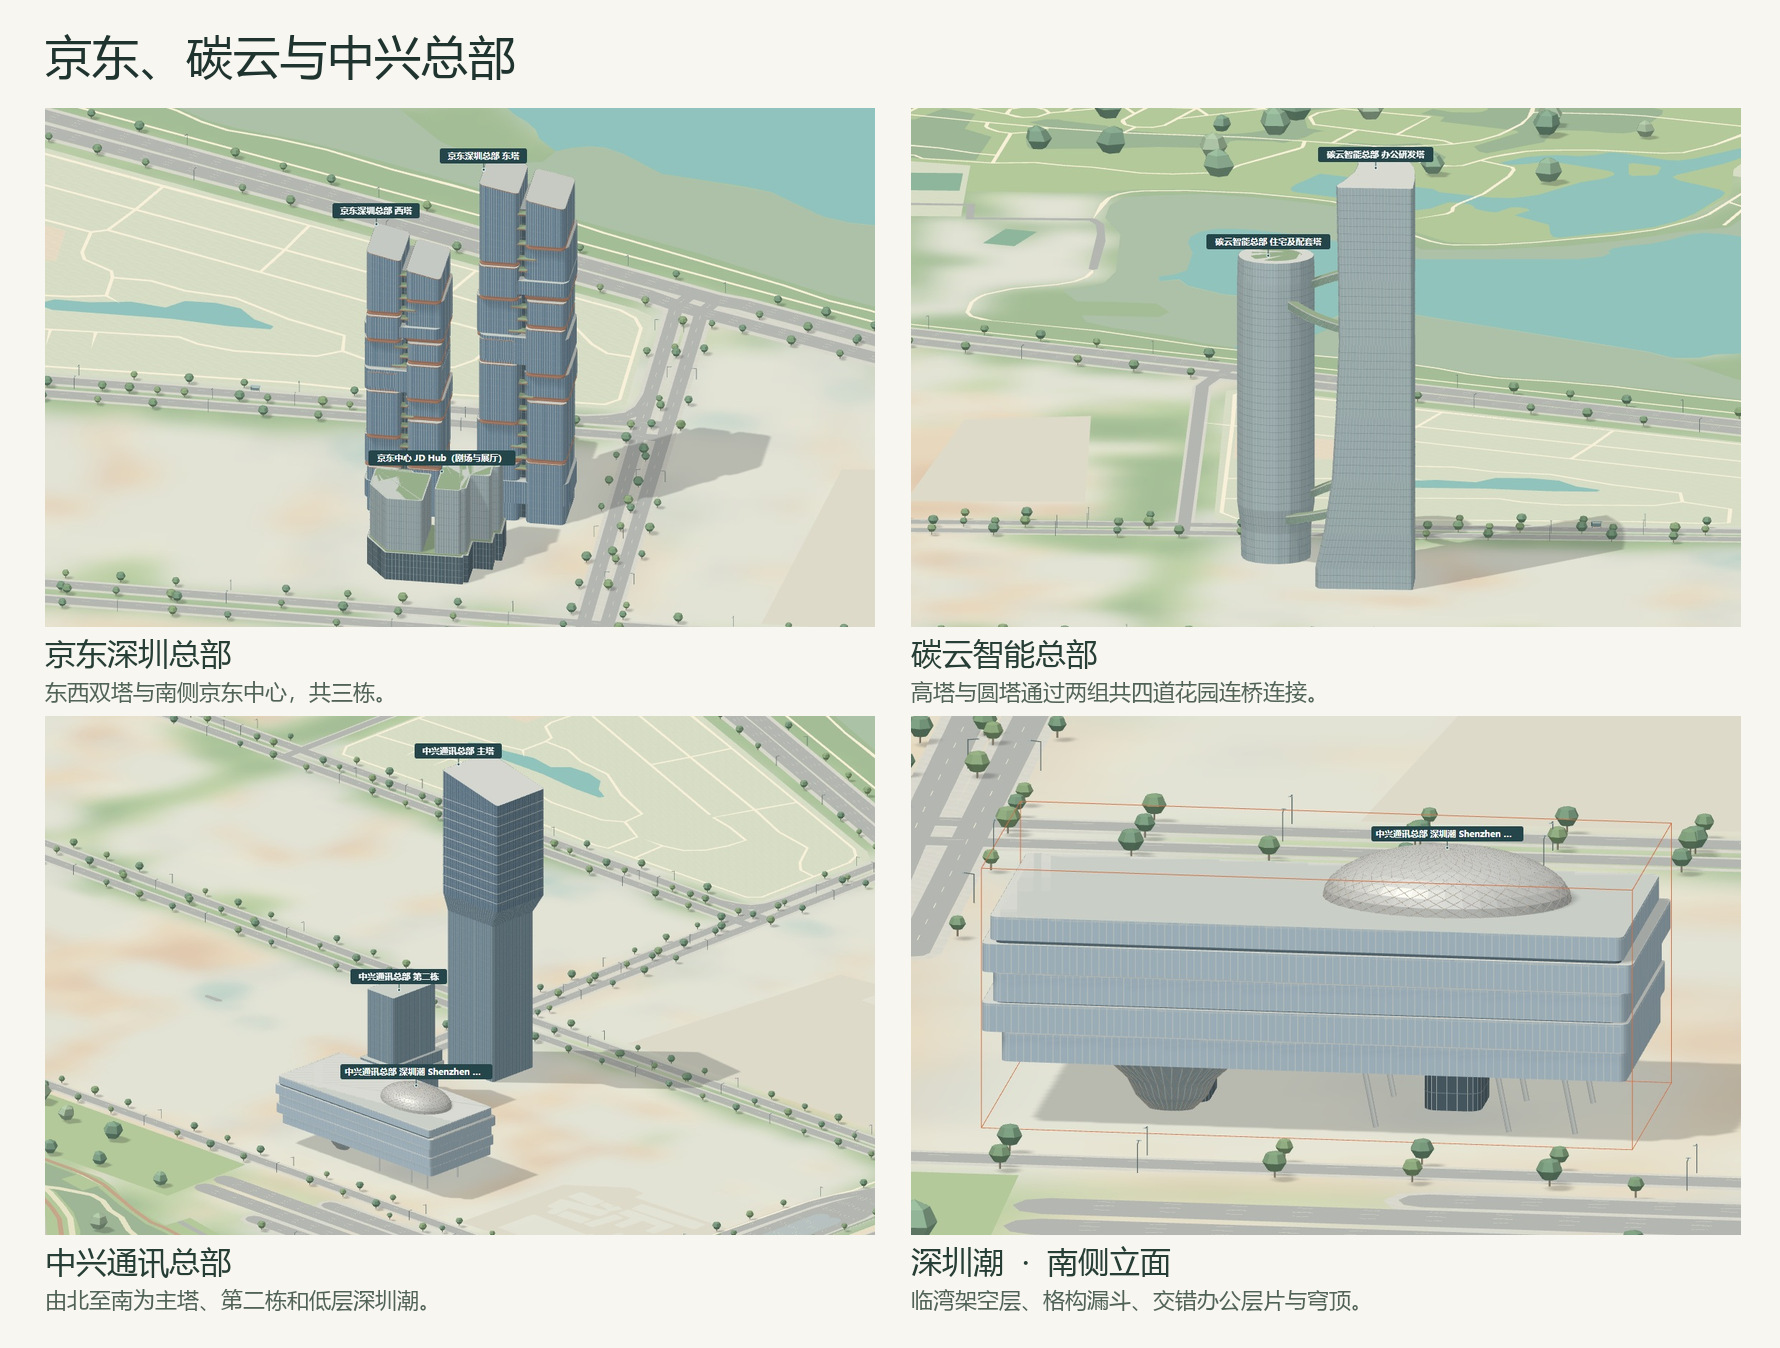 京东、碳云与中兴总部
京东深圳总部 东塔
京东深圳总部 西塔
京东中心 JD Hub（剧场与展厅）
碳云智能总部 办公研发塔
碳云智能总部 住宅及配套塔
京东深圳总部
东西双塔与南侧京东中心，共三栋。
碳云智能总部
高塔与圆塔通过两组共四道花园连桥连接。
中兴通讯总部 主塔
中兴通讯总部 第二栋
中兴通讯总部 深圳潮 Shenzhen ...
中兴通讯总部 深圳潮 Shenzhen ...
中兴通讯总部
由北至南为主塔、第二栋和低层深圳潮。
深圳潮 · 南侧立面
临湾架空层、格构漏斗、交错办公层片与穹顶。